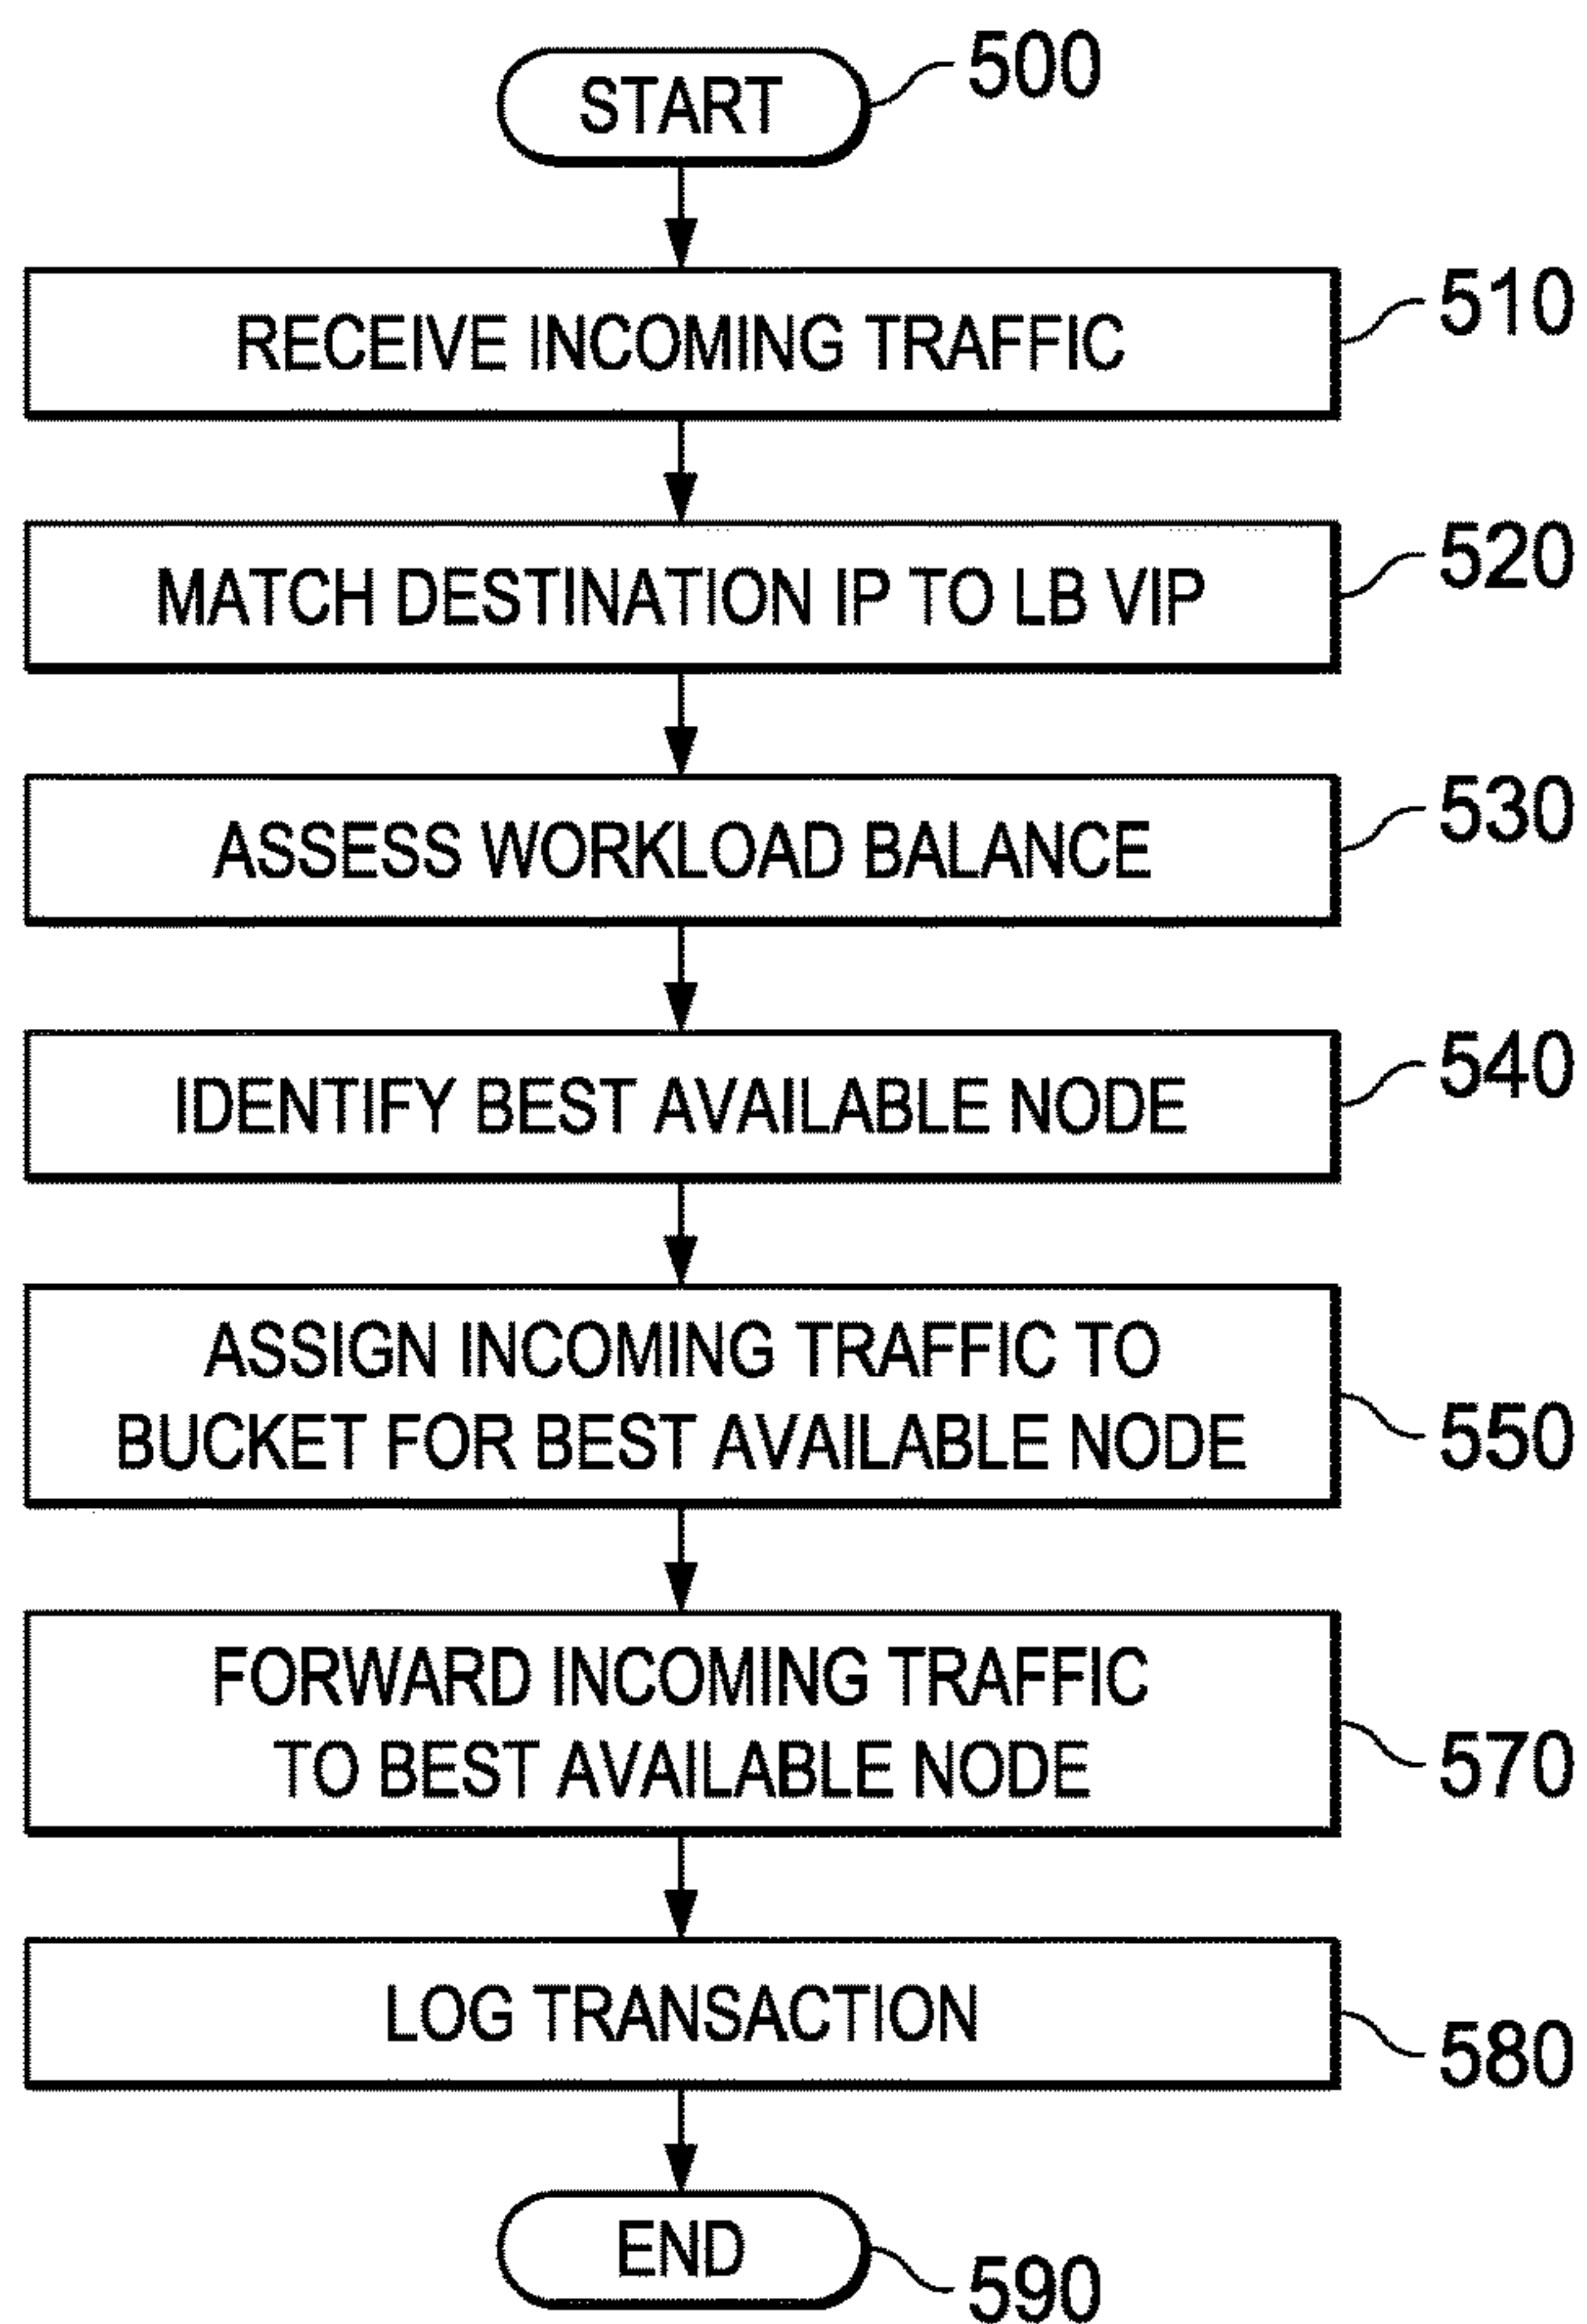 START
500
RECEIVE INCOMING TRAFFIC
510
MATCH DESTINATION IP TO LB VIP
520
ASSESS WORKLOAD BALANCE
530
IDENTIFY BEST AVAILABLE NODE
540
ASSIGN INCOMING TRAFFIC TO
BUCKET FOR BEST AVAILABLE NODE
550
FORWARD INCOMING TRAFFIC
TO BEST AVAILABLE NODE
570
LOG TRANSACTION
580
END
590